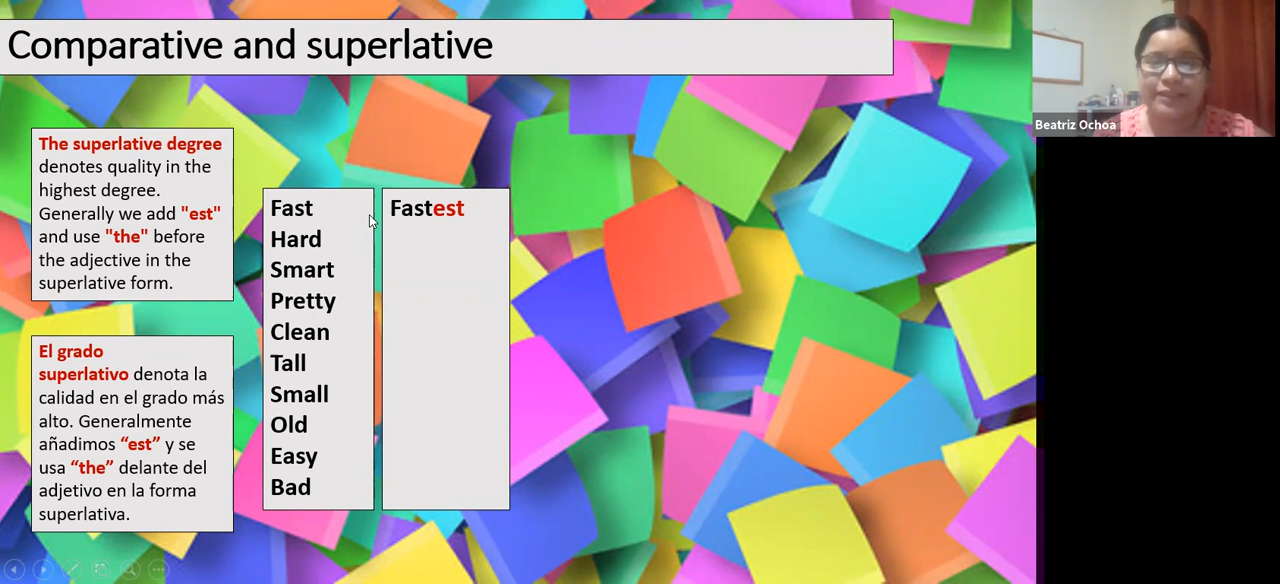 Comparative and superlative
The superlative degree
denotes quality in the
highest degree.
Generally we add "est"
and use "the" before
the adjective in the
superlative form.
El grado
superlativo denota la
calidad en el grado más
alto. Generalmente
añadimos “est” y se
usa “the” delante del
adjetivo en la forma
superlativa.
Fast
Hard
Smart
Pretty
Clean
Tall
Small
Old
Easy
Bad
Fastest
Beatriz Ochoa